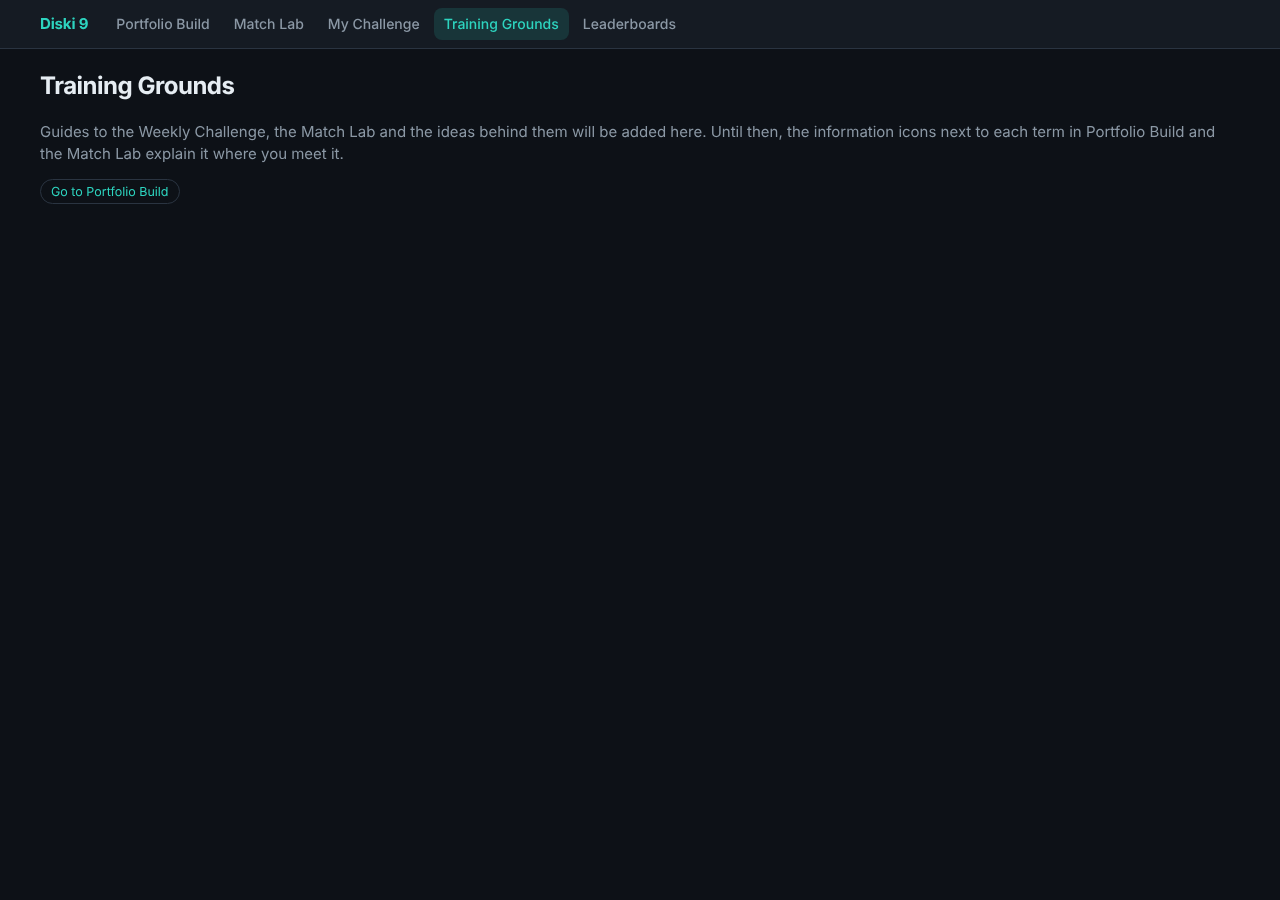 Diski 9 Portfolio Build Match Lab My Challenge Training Grounds Leaderboards
Training Grounds
Guides to the Weekly Challenge, the Match Lab and the ideas behind them will be added here. Until then, the information icons next to each term in Portfolio Build and
the Match Lab explain it where you meet it.
Go to Portfolio Build